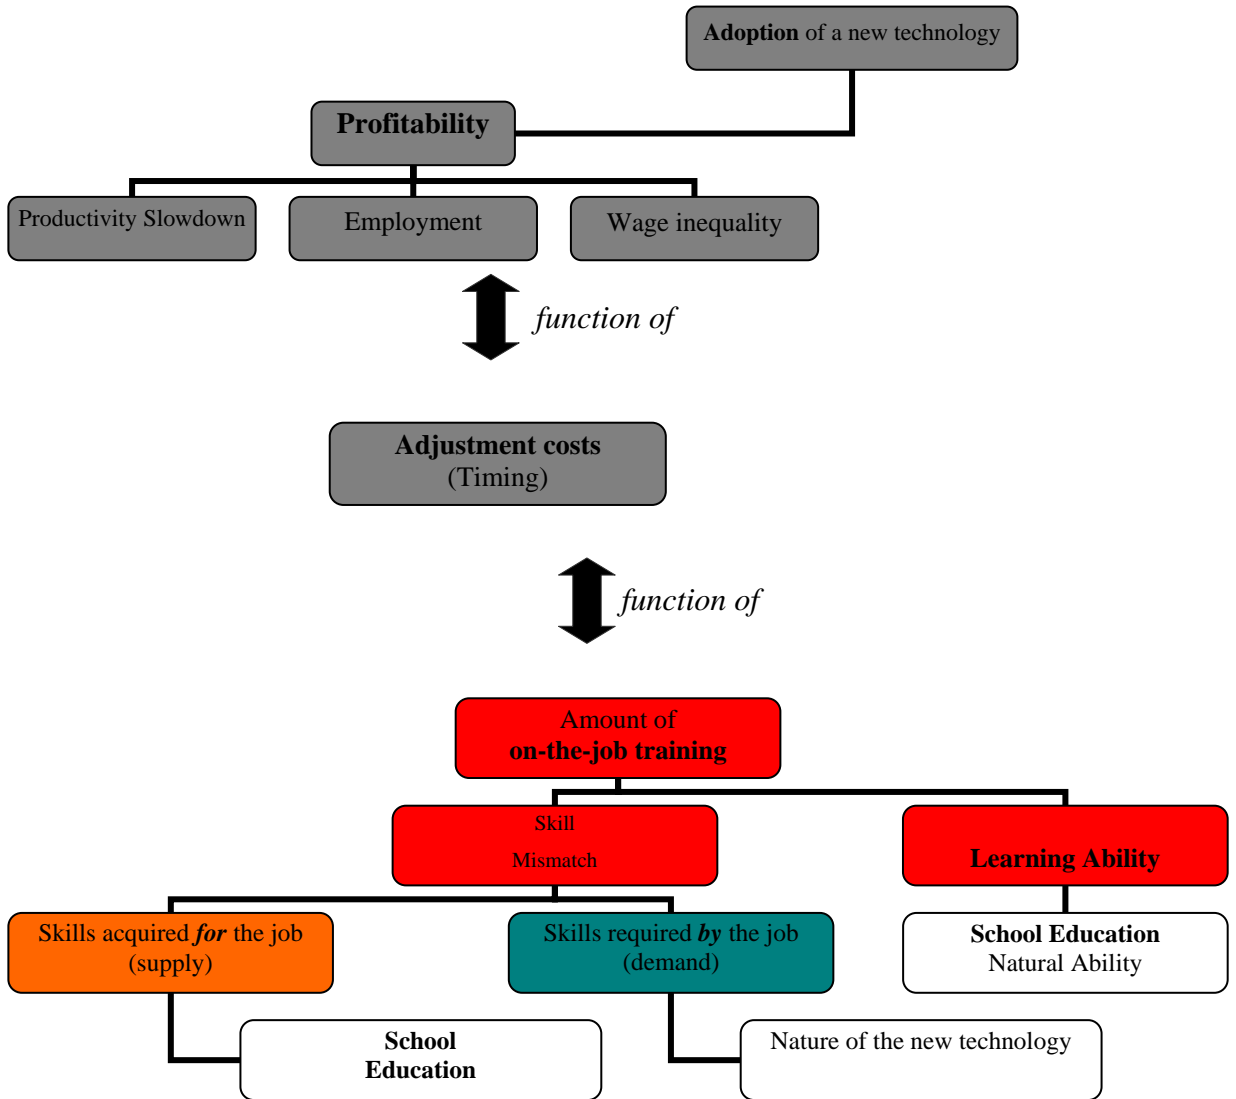 Adoption of a new technology
Profitability
Productivity Slowdown
Employment
Wage inequality
function of
Adjustment costs
(Timing)
function of
Amount of
on-the-job training
Skill
Mismatch
Learning Ability
Skills acquired for the job
(supply)
Skills required by the job
(demand)
School Education
Natural Ability
School
Education
Nature of the new technology